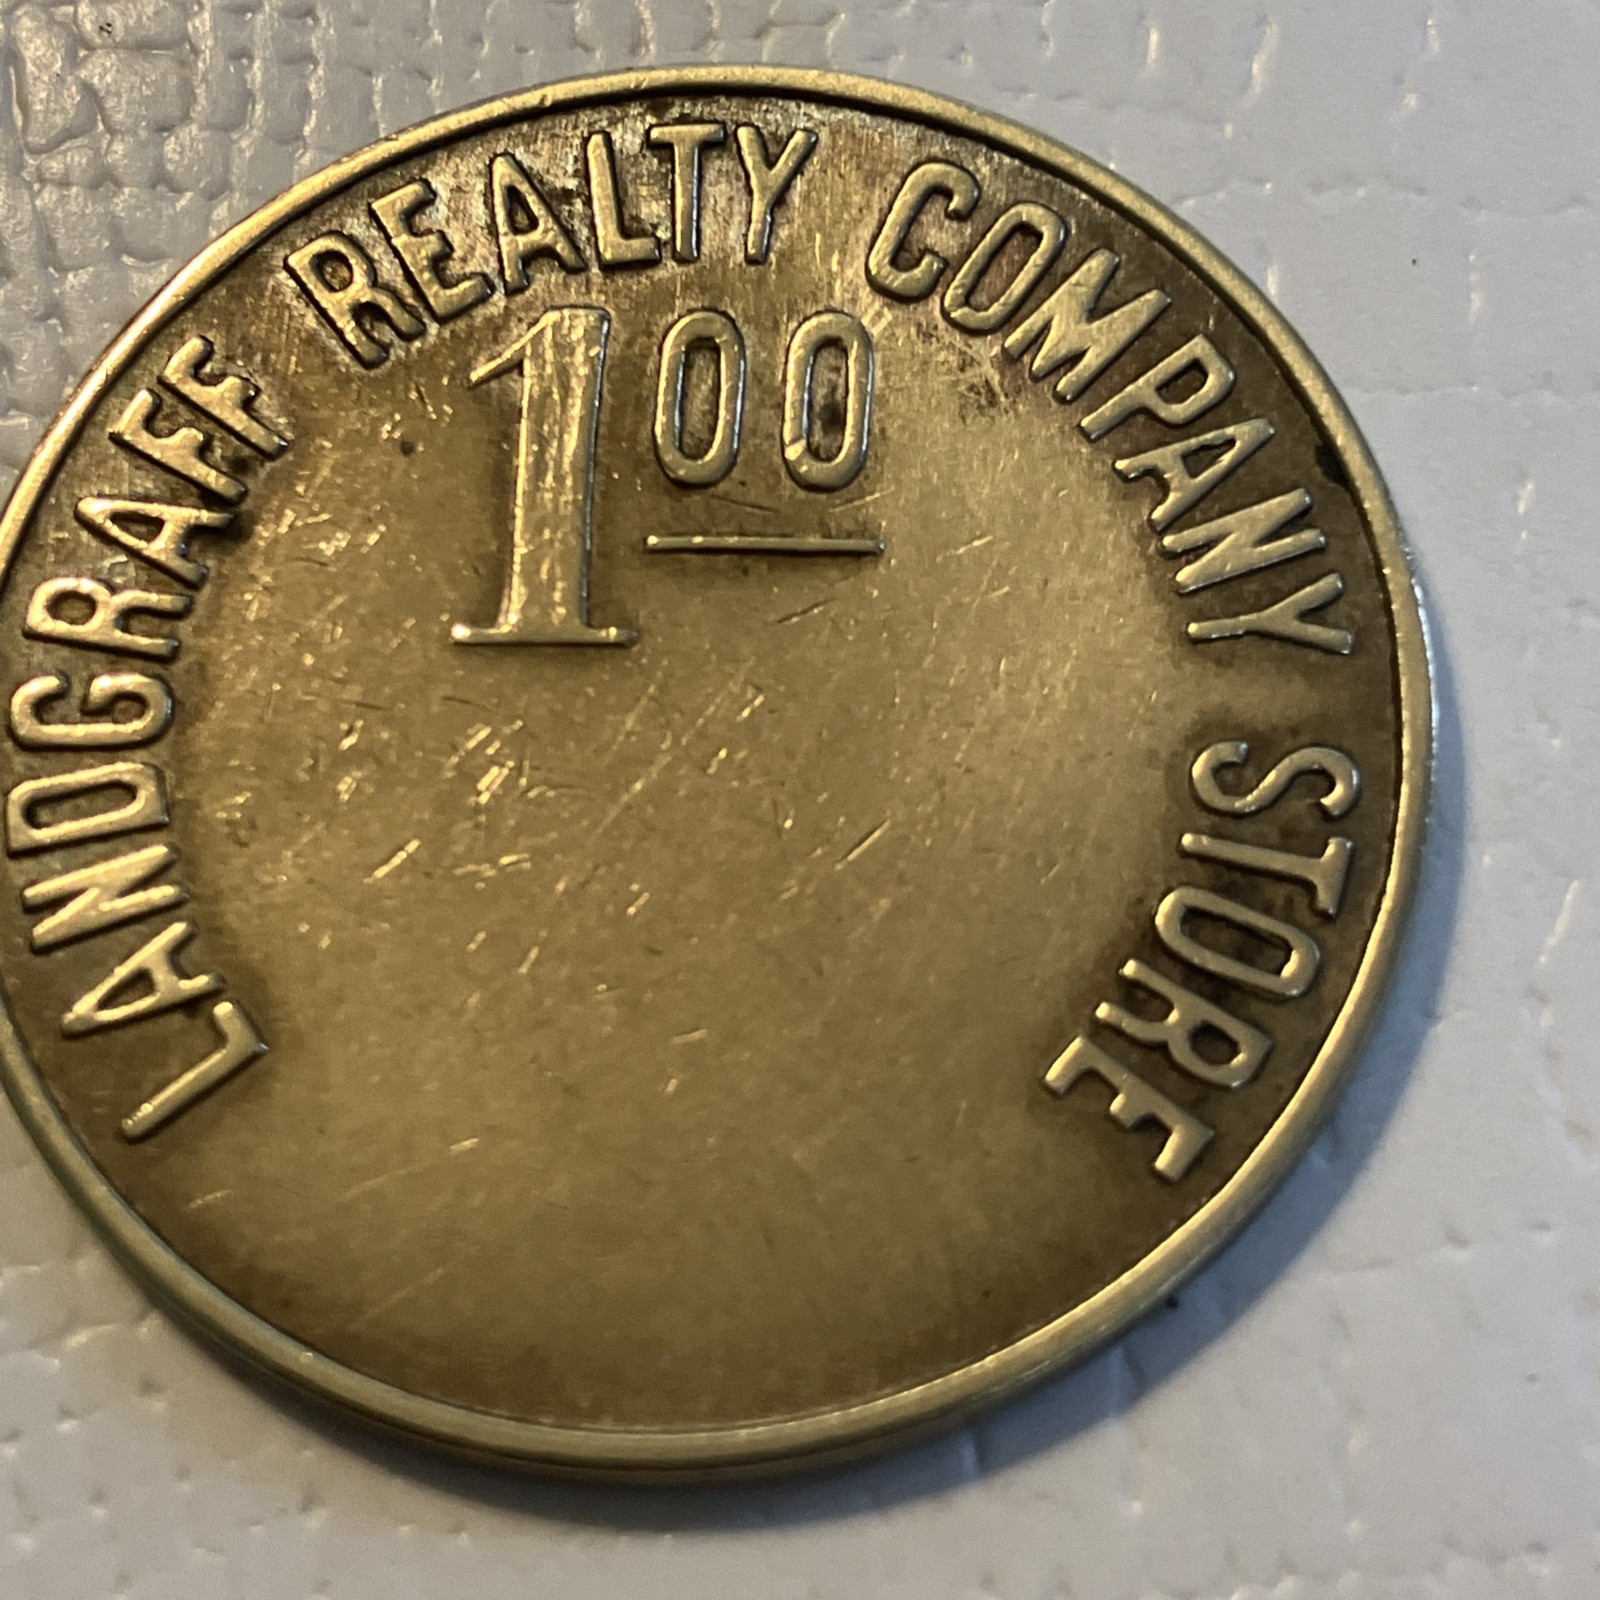 LANDGRAFF REALTY COMPANY STORE
1 00